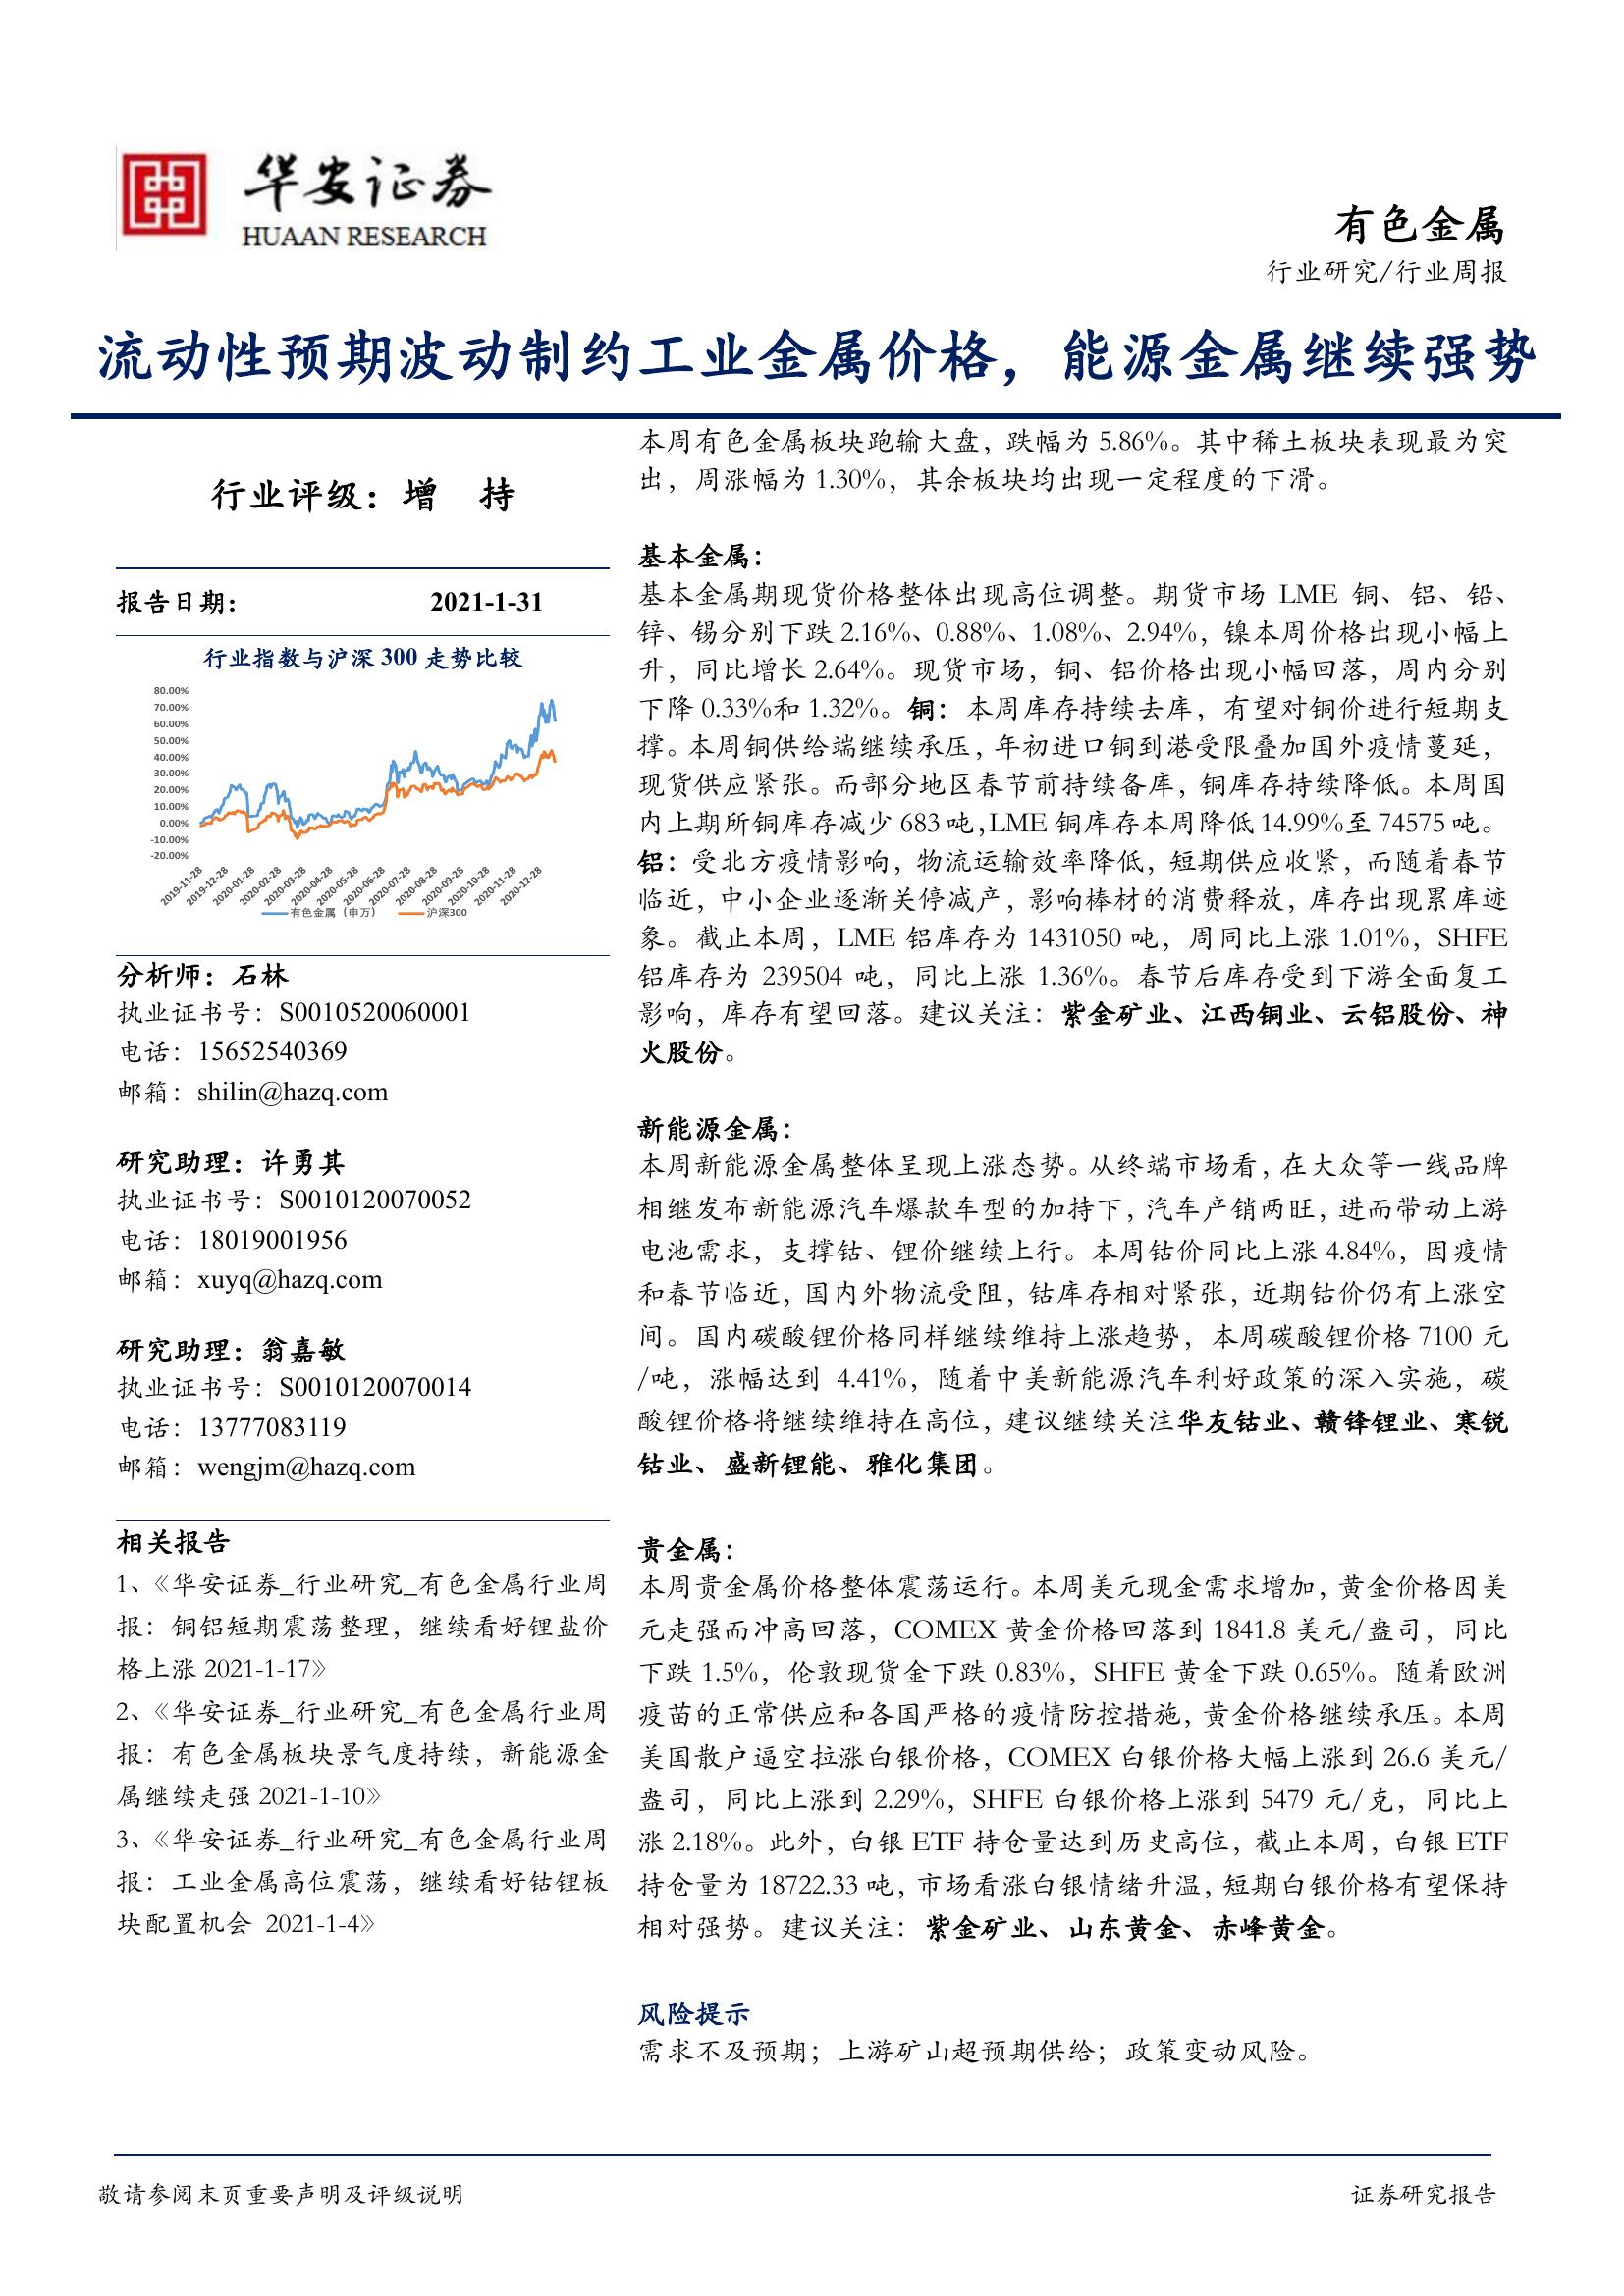 华安证券
HUAAN RESEARCH
有色金属
行业研究/行业周报
流动性预期波动制约工业金属价格，能源金属继续强势
行业评级：增 持
报告日期： 2021-1-31
行业指数与沪深 300 走势比较
80.00%
70.00%
60.00%
50.00%
40.00%
30.00%
20.00%
10.00%
0.00%
-10.00%
-20.00%
2019-11-28
2019-12-28
2020-01-28
2020-02-28
2020-03-28
2020-04-28
2020-05-28
2020-06-28
2020-07-28
2020-08-28
2020-09-28
2020-10-28
2020-11-28
2020-12-28
有色金属（申万） 沪深300
分析师：石林
执业证书号：S0010520060001
电话：15652540369
邮箱：shilin@hazq.com
研究助理：许勇其
执业证书号：S0010120070052
电话：18019001956
邮箱：xuyq@hazq.com
研究助理：翁嘉敏
执业证书号：S0010120070014
电话：13777083119
邮箱：wengjm@hazq.com
相关报告
1、《华安证券_行业研究_有色金属行业周
报：铜铝短期震荡整理，继续看好锂盐价
格上涨 2021-1-17》
2、《华安证券_行业研究_有色金属行业周
报：有色金属板块景气度持续，新能源金
属继续走强 2021-1-10》
3、《华安证券_行业研究_有色金属行业周
报：工业金属高位震荡，继续看好钴锂板
块配置机会 2021-1-4》
本周有色金属板块跑输大盘，跌幅为 5.86%。其中稀土板块表现最为突
出，周涨幅为 1.30%，其余板块均出现一定程度的下滑。
基本金属：
基本金属期现货价格整体出现高位调整。期货市场 LME 铜、铝、铅、
锌、锡分别下跌 2.16%、0.88%、1.08%、2.94%，镍本周价格出现小幅上
升，同比增长 2.64%。现货市场，铜、铝价格出现小幅回落，周内分别
下降 0.33%和 1.32%。铜：本周库存持续去库，有望对铜价进行短期支
撑。本周铜供给端继续承压，年初进口铜到港受限叠加国外疫情蔓延，
现货供应紧张。而部分地区春节前持续备库，铜库存持续降低。本周国
内上期所铜库存减少 683 吨，LME 铜库存本周降低 14.99%至 74575 吨。
铝：受北方疫情影响，物流运输效率降低，短期供应收紧，而随着春节
临近，中小企业逐渐关停减产，影响棒材的消费释放，库存出现累库迹
象。截止本周，LME 铝库存为 1431050 吨，周同比上涨 1.01%，SHFE
铝库存为 239504 吨，同比上涨 1.36%。春节后库存受到下游全面复工
影响，库存有望回落。建议关注：紫金矿业、江西铜业、云铝股份、神
火股份。
新能源金属：
本周新能源金属整体呈现上涨态势。从终端市场看，在大众等一线品牌
相继发布新能源汽车爆款车型的加持下，汽车产销两旺，进而带动上游
电池需求，支撑钴、锂价继续上行。本周钴价同比上涨 4.84%，因疫情
和春节临近，国内外物流受阻，钴库存相对紧张，近期钴价仍有上涨空
间。国内碳酸锂价格同样继续维持上涨趋势，本周碳酸锂价格 7100 元
/吨，涨幅达到 4.41%，随着中美新能源汽车利好政策的深入实施，碳
酸锂价格将继续维持在高位，建议继续关注华友钴业、赣锋锂业、寒锐
钴业、盛新锂能、雅化集团。
贵金属：
本周贵金属价格整体震荡运行。本周美元现金需求增加，黄金价格因美
元走强而冲高回落，COMEX 黄金价格回落到 1841.8 美元/盎司，同比
下跌 1.5%，伦敦现货金下跌 0.83%，SHFE 黄金下跌 0.65%。随着欧洲
疫苗的正常供应和各国严格的疫情防控措施，黄金价格继续承压。本周
美国散户逼空拉涨白银价格，COMEX 白银价格大幅上涨到 26.6 美元/
盎司，同比上涨到 2.29%，SHFE 白银价格上涨到 5479 元/克，同比上
涨 2.18%。此外，白银 ETF 持仓量达到历史高位，截止本周，白银 ETF
持仓量为 18722.33 吨，市场看涨白银情绪升温，短期白银价格有望保持
相对强势。建议关注：紫金矿业、山东黄金、赤峰黄金。
风险提示
需求不及预期；上游矿山超预期供给；政策变动风险。
敬请参阅末页重要声明及评级说明 证券研究报告